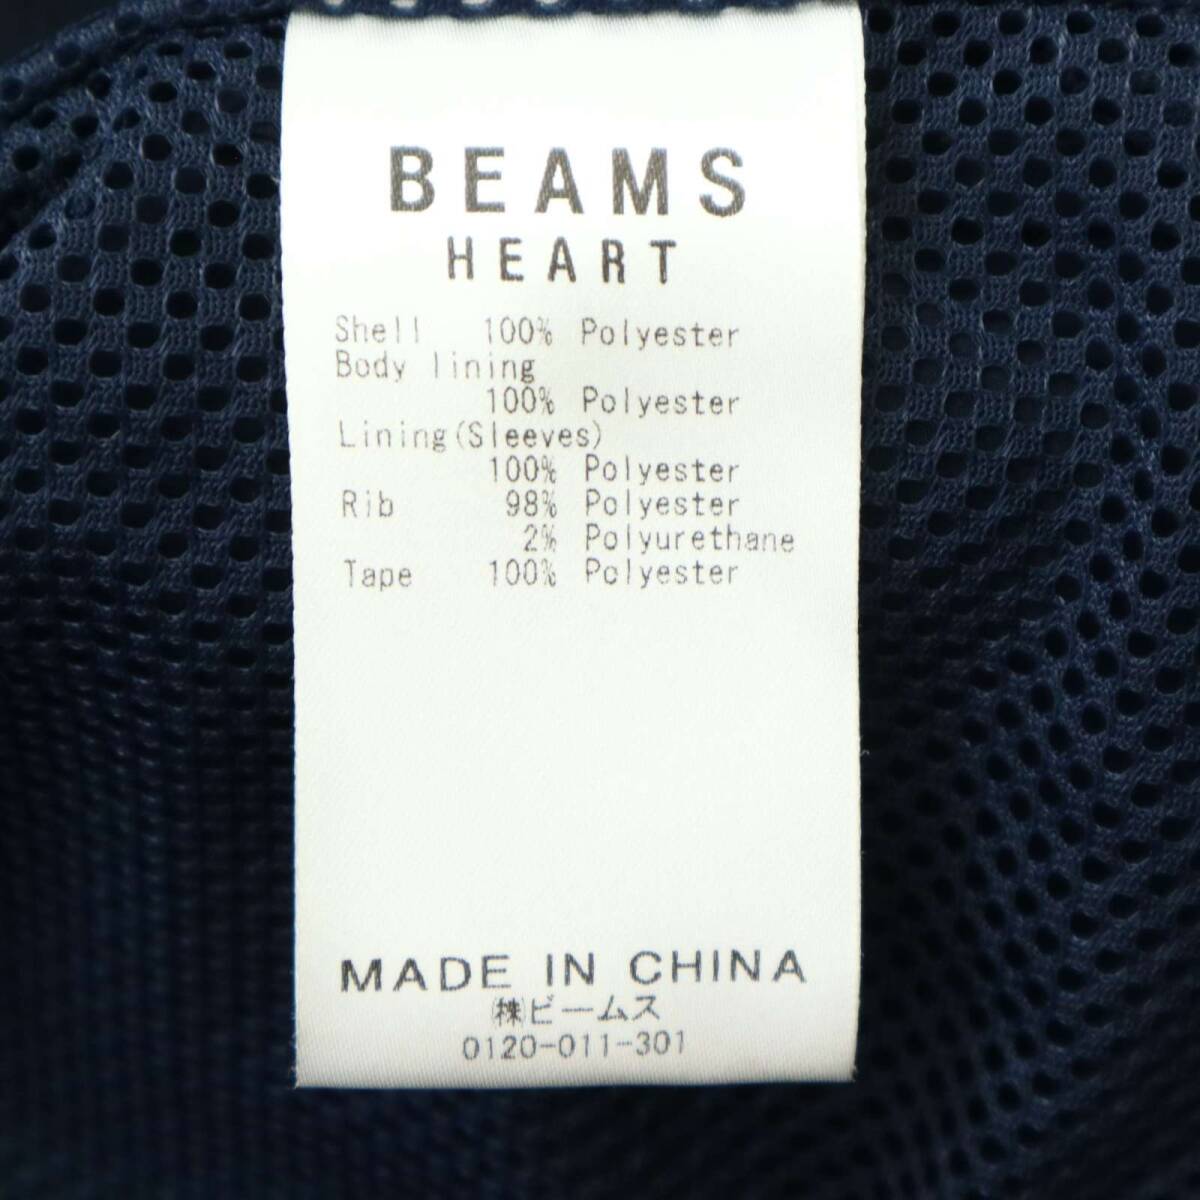 BEAMS
HEART
Shell 100% Polyester
Body lining
100% Polyester
Lining(Sleeves)
100% Polyester
Rib 98% Polyester
2% Polyurethane
Tape 100% Polyester
MADE IN CHINA
㈱ビームス
0120-011-301